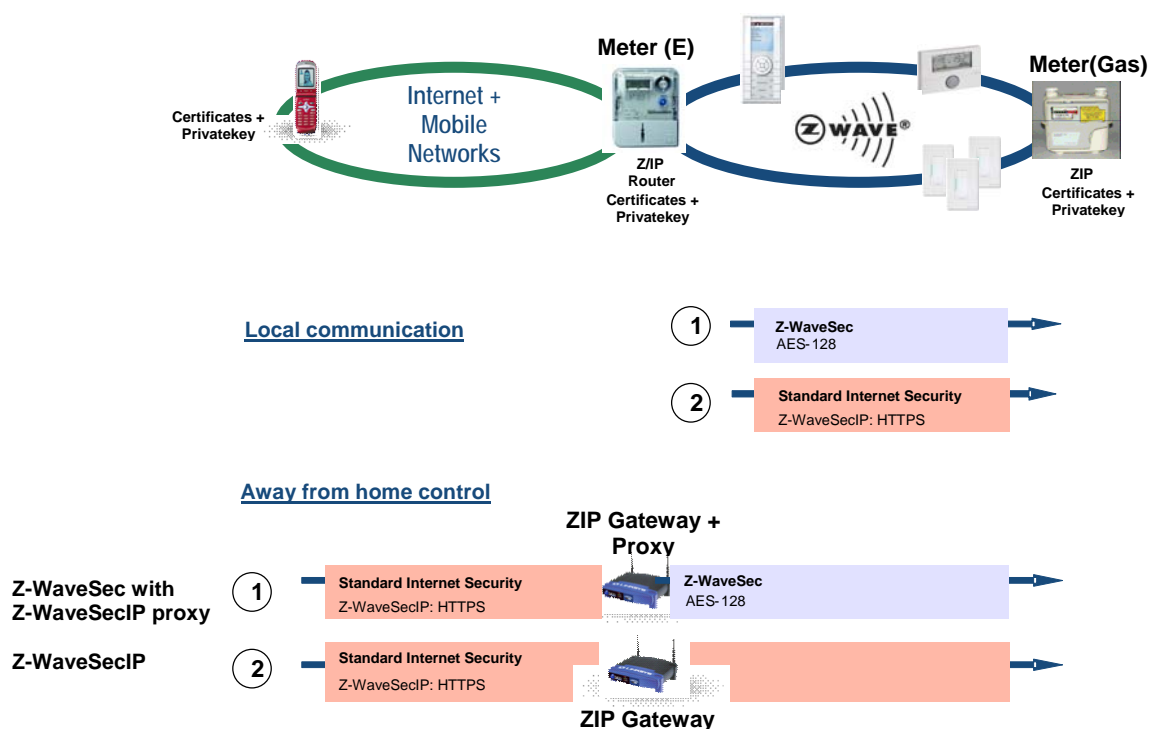 Meter (E)
Meter(Gas)
Internet +
Mobile
Networks
Certificates +
Privatekey
Z WAVE®
Z/IP
Router
Certificates +
Privatekey
ZIP
Certificates +
Privatekey
Local communication
1
Z-WaveSec
AES-128
2
Standard Internet Security
Z-WaveSecIP: HTTPS
Away from home control
ZIP Gateway +
Proxy
Z-WaveSec with
Z-WaveSecIP proxy
1
Standard Internet Security
Z-WaveSecIP: HTTPS
Z-WaveSec
AES-128
Z-WaveSecIP
2
Standard Internet Security
Z-WaveSecIP: HTTPS
ZIP Gateway